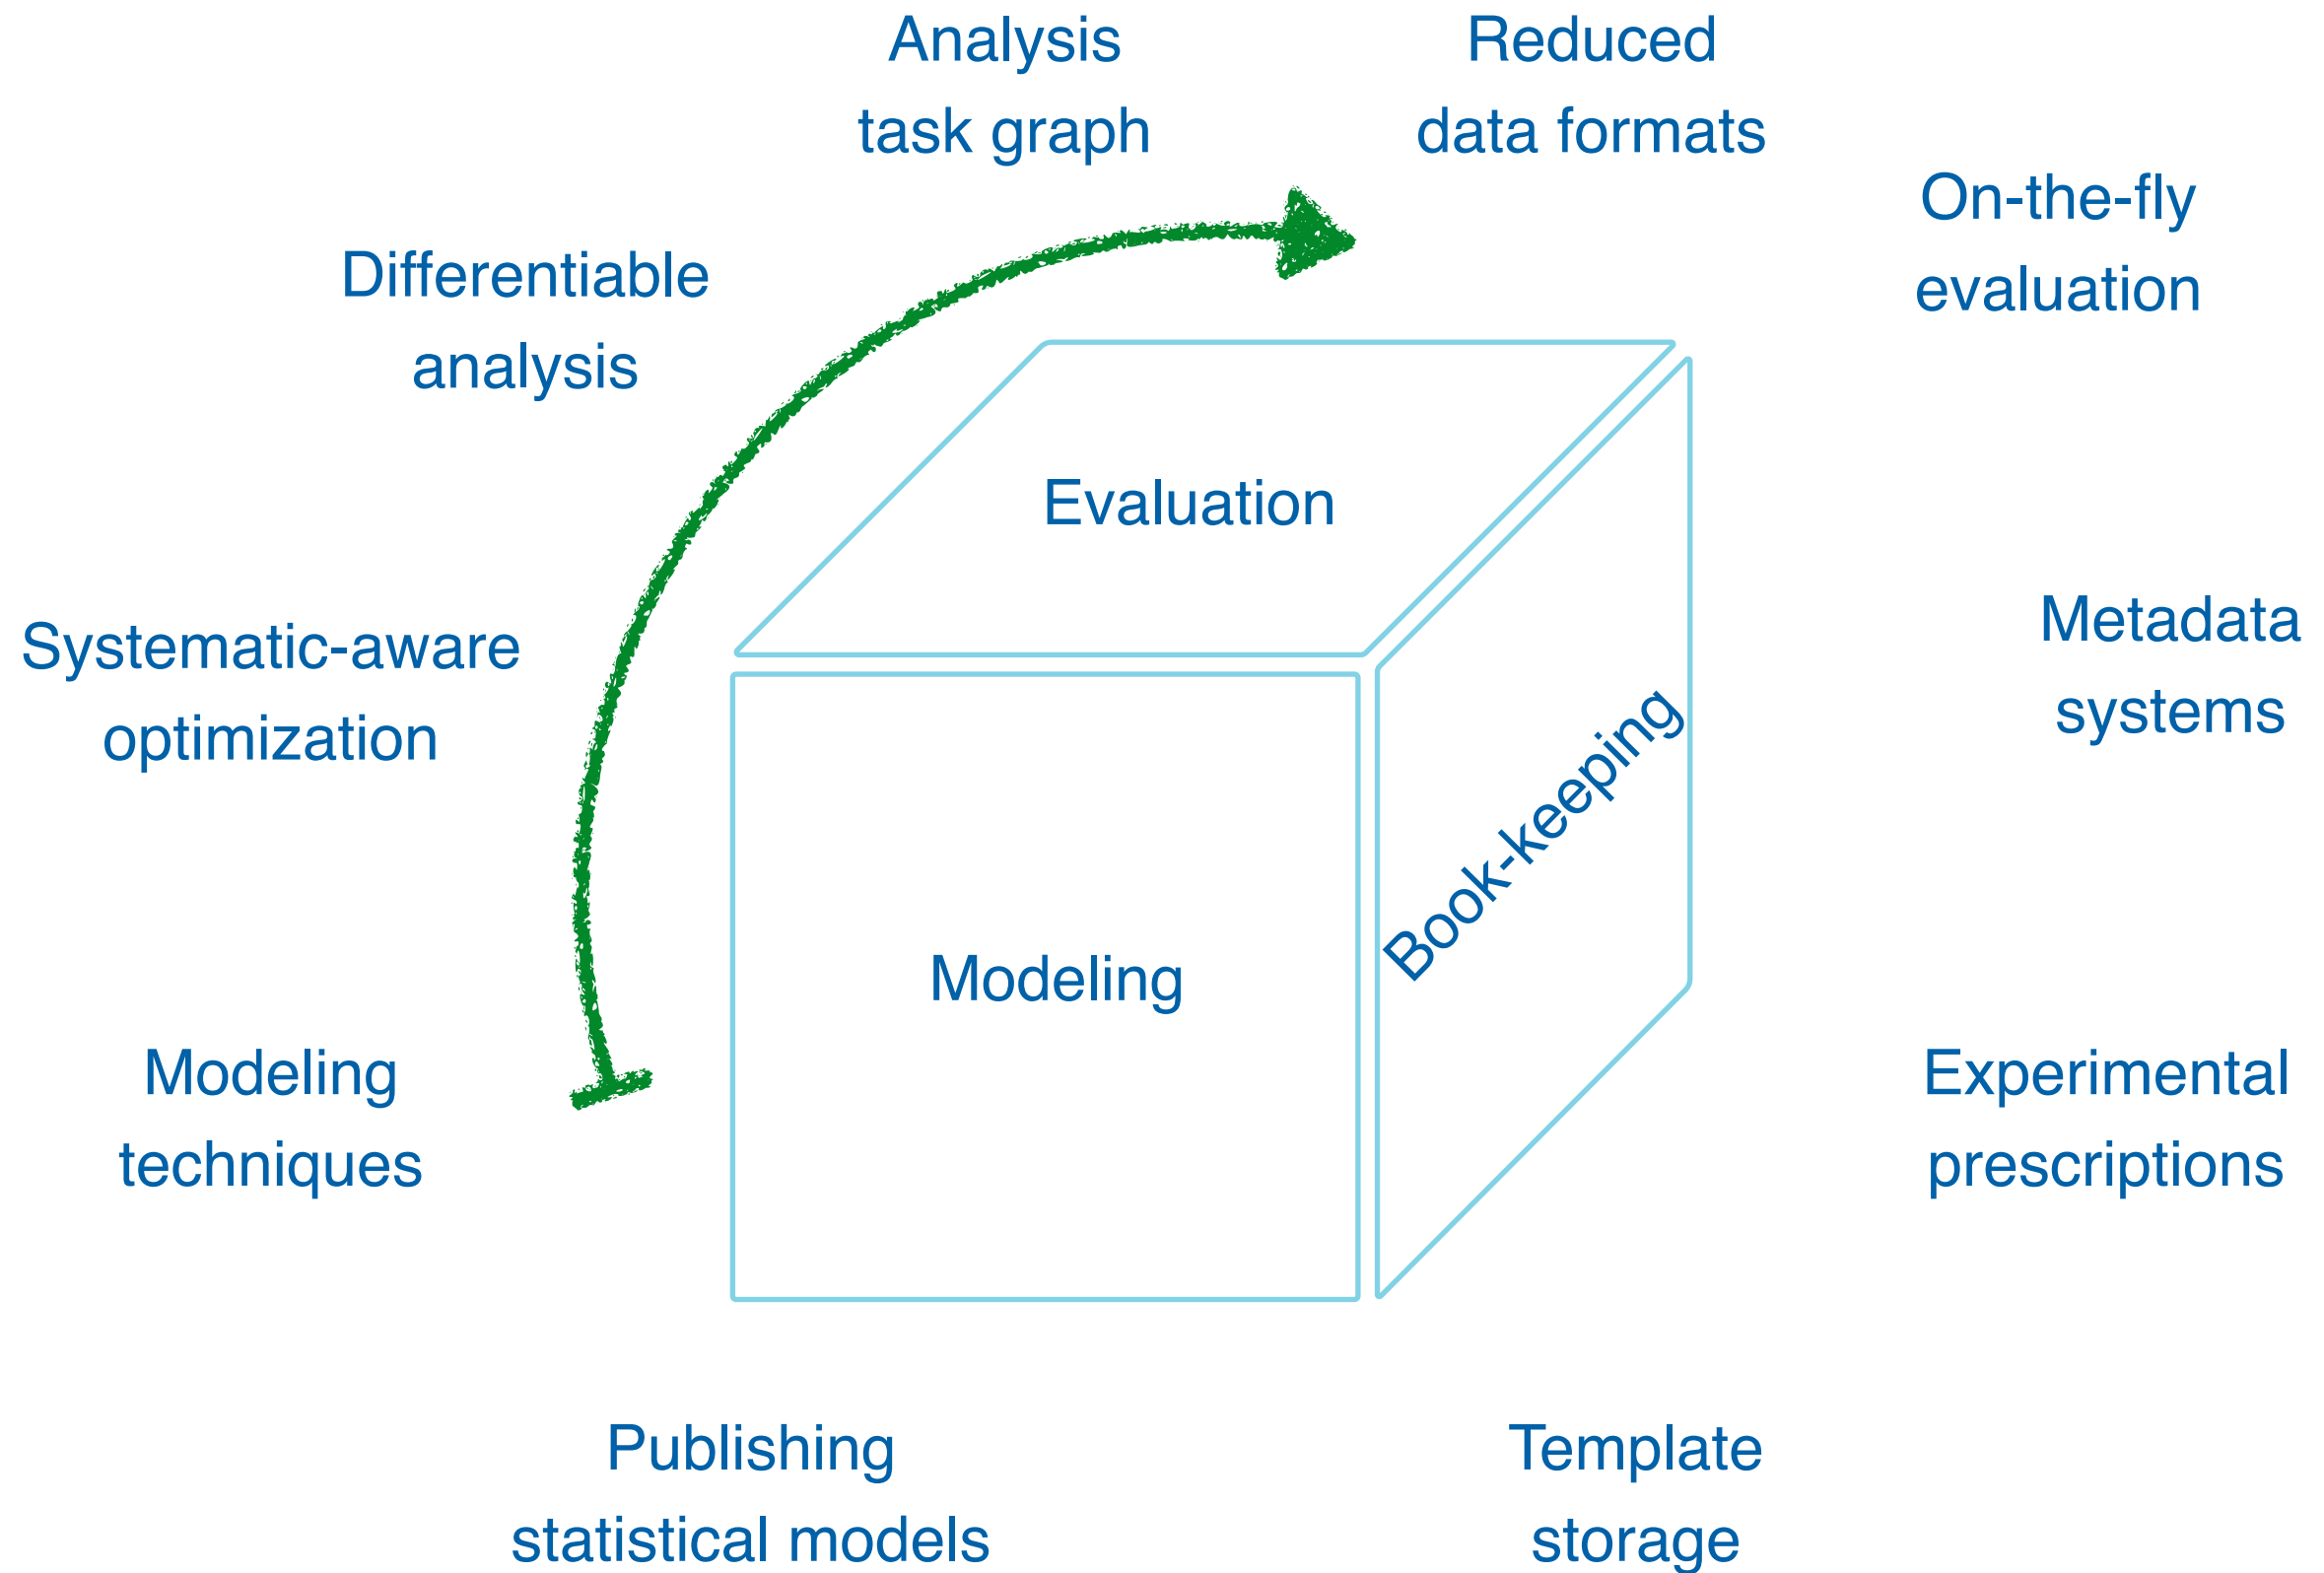 Analysis
task graph
Reduced
data formats
On-the-fly
evaluation
Differentiable
analysis
Evaluation
Systematic-aware
optimization
Metadata
systems
Book-keeping
Modeling
Modeling
techniques
Experimental
prescriptions
Publishing
statistical models
Template
storage